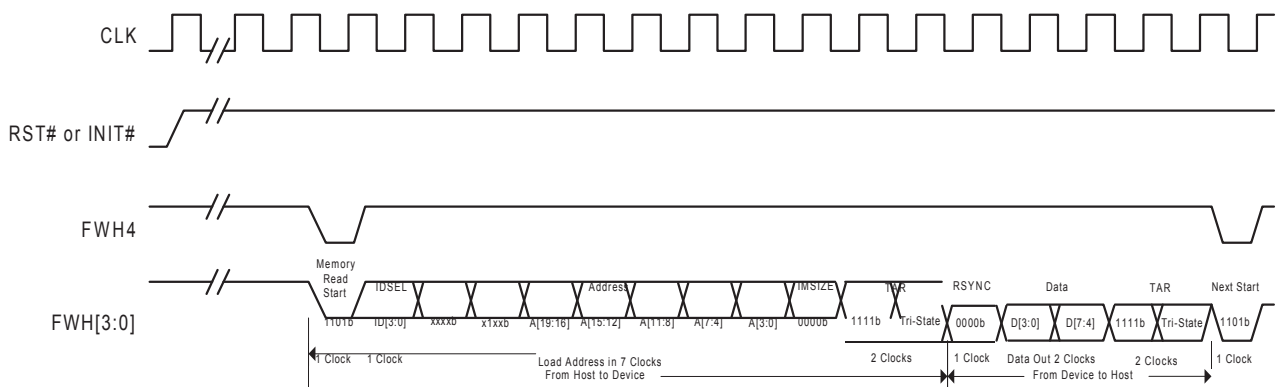 CLK
RST# or INIT#
FWH4
FWH[3:0]
Memory
Read
Start
IDSEL
Address
IMSIZE
TAR
RSYNC
Data
TAR
Next Start
1101b
ID[3:0]
xxxxb
x1xxb
A[19:16]
A[15:12]
A[11:8]
A[7:4]
A[3:0]
0000b
1111b
Tri-State
0000b
D[3:0]
D[7:4]
1111b
Tri-State
1101b
1 Clock
1 Clock
Load Address in 7 Clocks
2 Clocks
1 Clock
Data Out 2 Clocks
2 Clocks
1 Clock
From Host to Device
From Device to Host